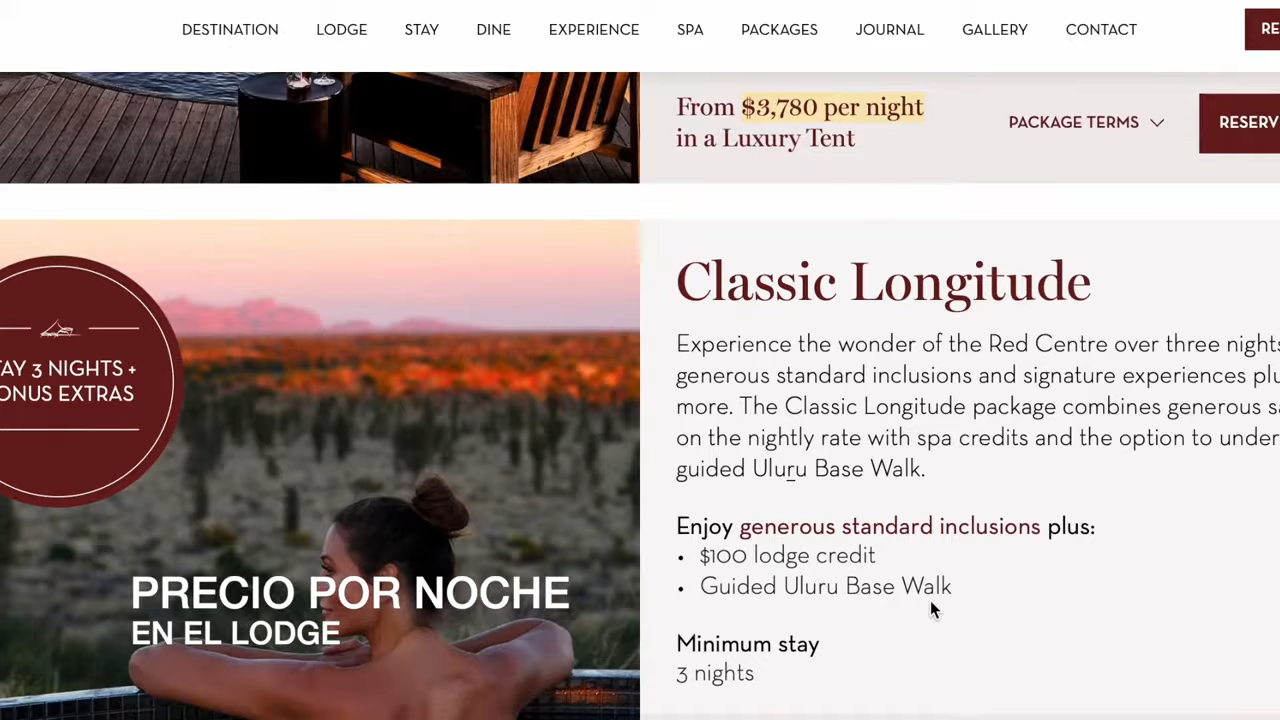 DESTINATION LODGE STAY DINE EXPERIENCE SPA PACKAGES JOURNAL GALLERY CONTACT
From $3,780 per night
in a Luxury Tent
PACKAGE TERMS
3 NIGHTS +
EXTRAS
Classic Longitude
Experience the wonder of the Red Centre over three nights
generous standard inclusions and signature experiences
more. The Classic Longitude package combines generous
on the nightly rate with spa credits and the option to
guided Uluṟu Base Walk.
Enjoy generous standard inclusions plus:
• $100 lodge credit
• Guided Uluru Base Walk
Minimum stay
3 nights
PRECIO POR NOCHE
EN EL LODGE